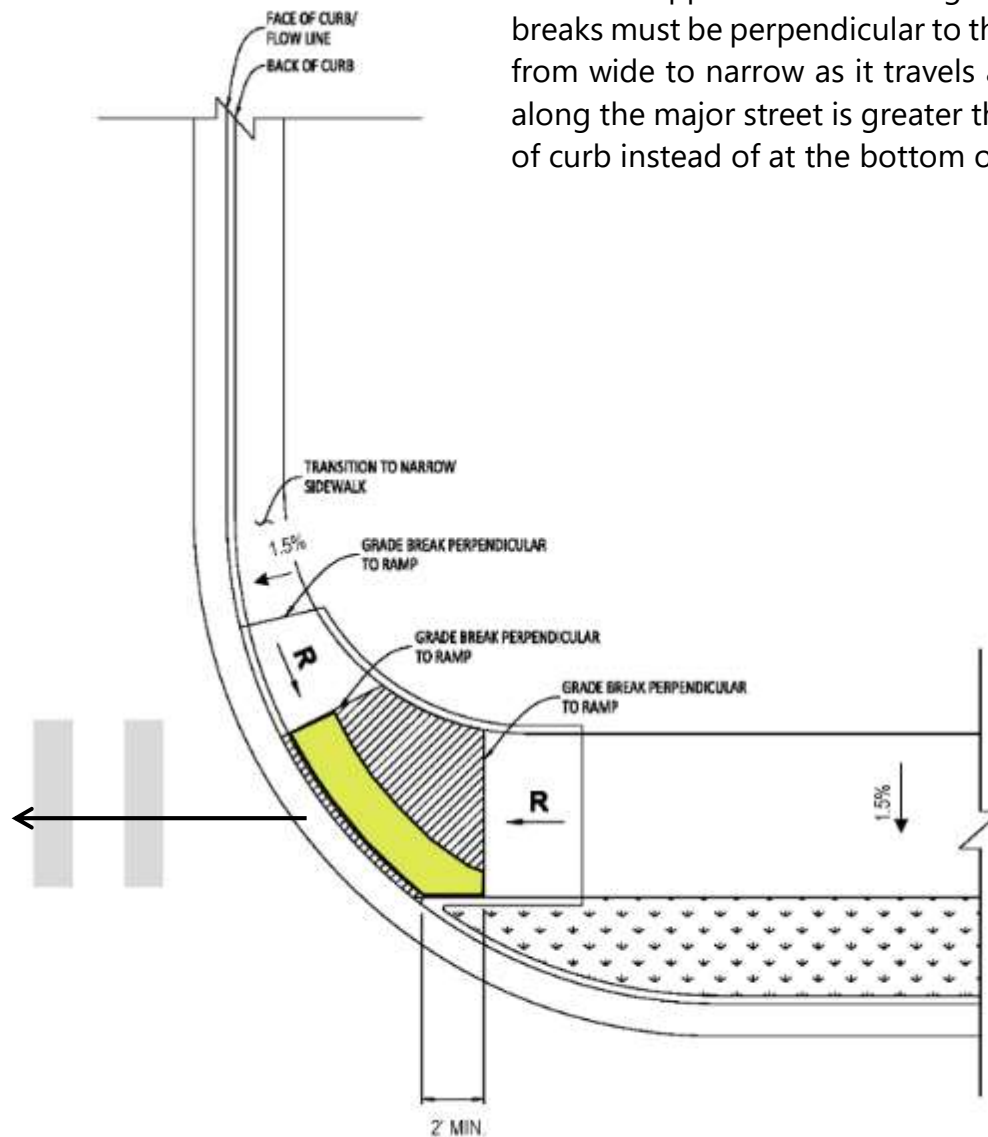 breaks must be perpendicular to
from wide to narrow as it travels
along the major street is greater
of curb instead of at the bottom
FACE OF CURB/
FLOW LINE
BACK OF CURB
TRANSITION TO NARROW
SIDEWALK
1.5%
GRADE BREAK PERPENDICULAR
TO RAMP
R
GRADE BREAK PERPENDICULAR
TO RAMP
GRADE BREAK PERPENDICULAR
TO RAMP
R
1.5%
2' MIN.